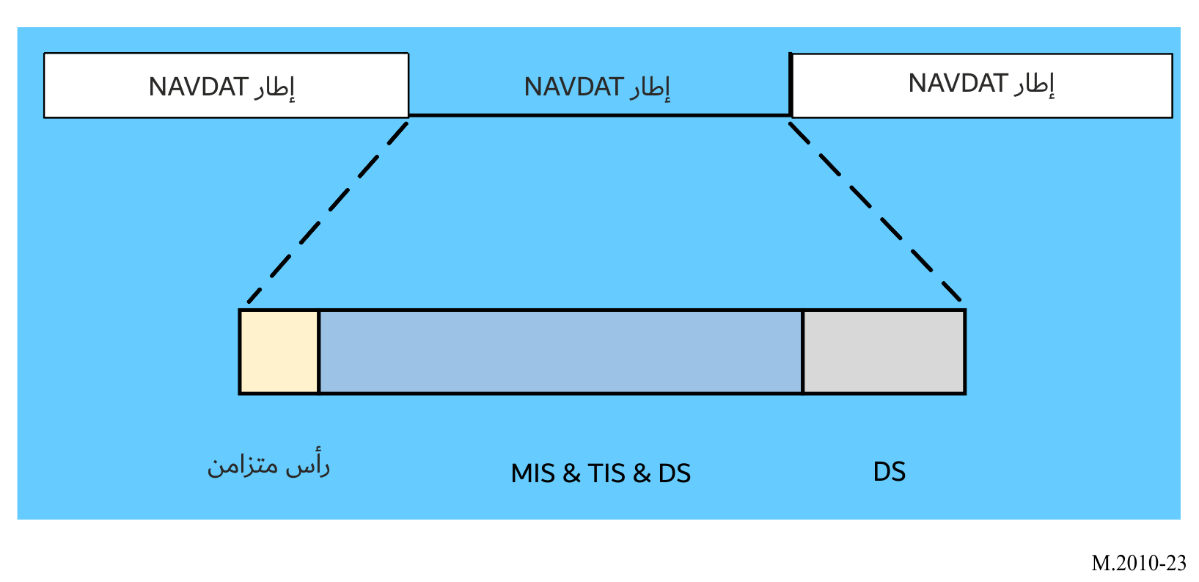 إطار NAVDAT
إطار NAVDAT
إطار NAVDAT
رأس متزامن
MIS & TIS & DS
DS
M.2010-23